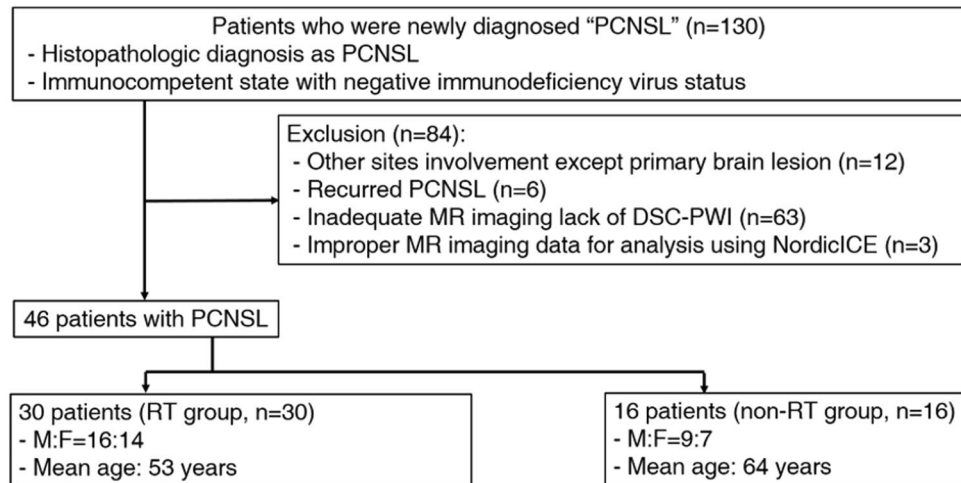 Patients who were newly diagnosed “PCNSL” (n=130)
- Histopathologic diagnosis as PCNSL
- Immunocompetent state with negative immunodeficiency virus status
Exclusion (n=84):
- Other sites involvement except primary brain lesion (n=12)
- Recurred PCNSL (n=6)
- Inadequate MR imaging lack of DSC-PWI (n=63)
- Improper MR imaging data for analysis using NordicICE (n=3)
46 patients with PCNSL
30 patients (RT group, n=30)
- M:F=16:14
- Mean age: 53 years
16 patients (non-RT group, n=16)
- M:F=9:7
- Mean age: 64 years